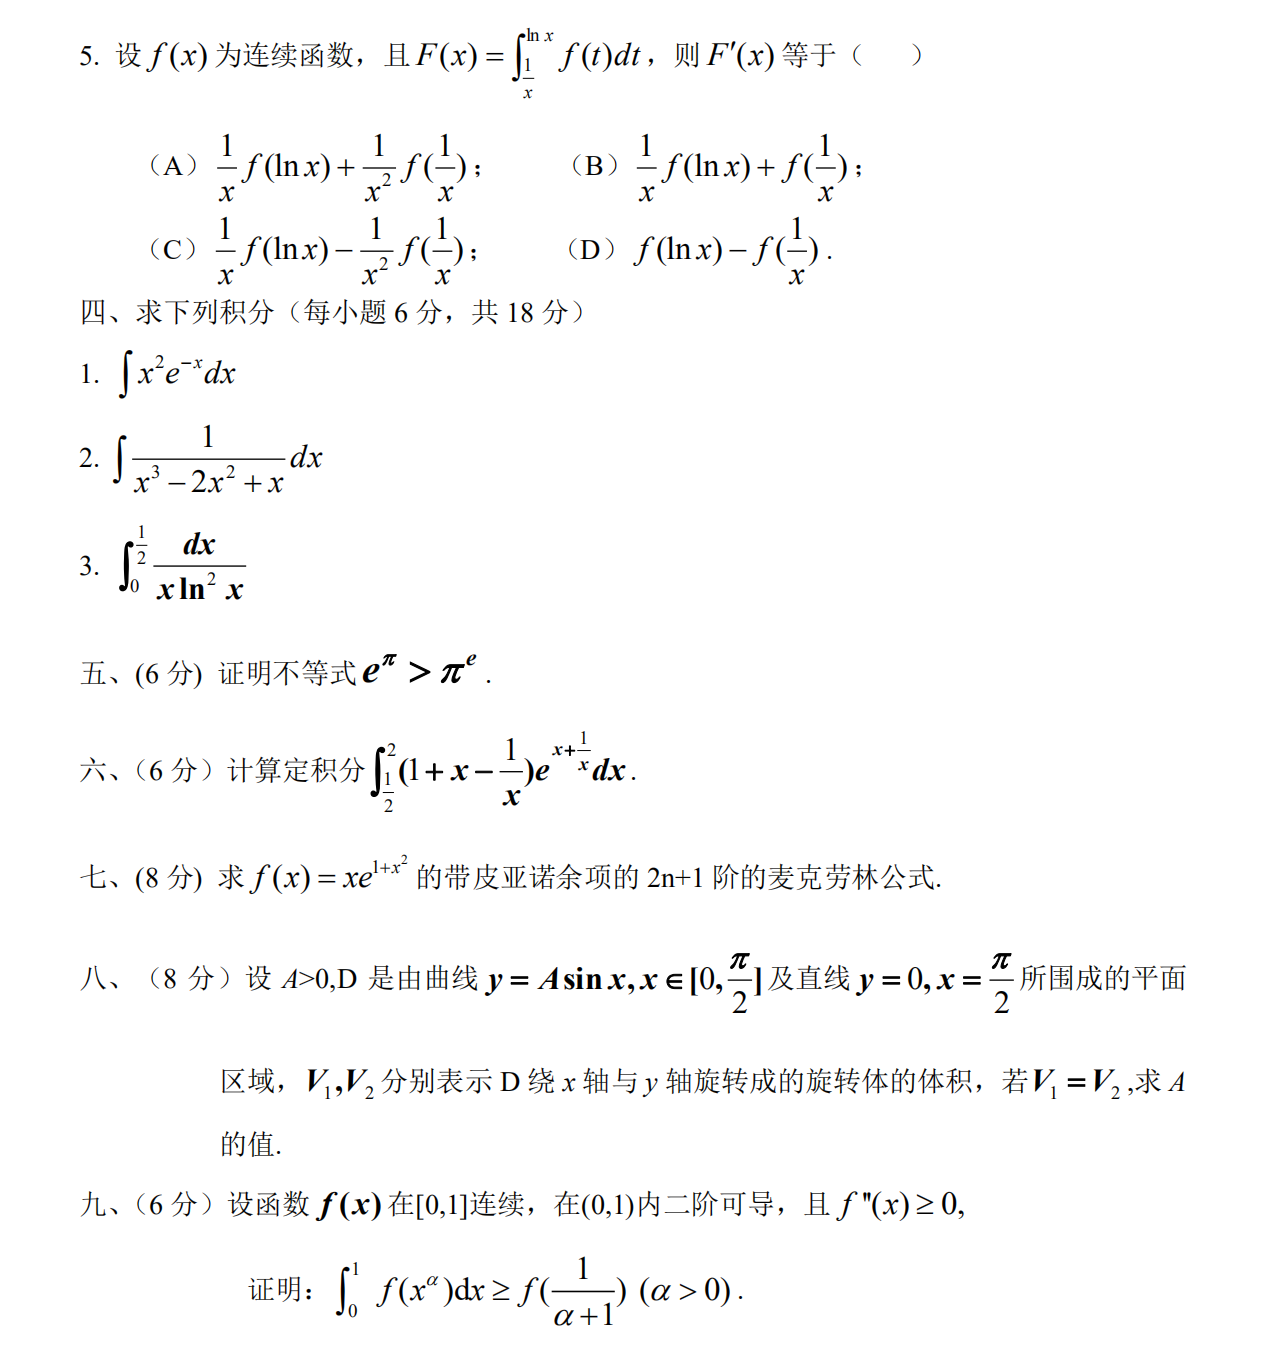 5. 设 $f(x)$ 为连续函数，且 $F(x)=\int_{\frac{1}{x}}^{\ln x} f(t)dt$，则 $F'(x)$ 等于（　　）
（A）$\frac{1}{x}f(\ln x)+\frac{1}{x^2}f(\frac{1}{x})$；　（B）$\frac{1}{x}f(\ln x)+f(\frac{1}{x})$；
（C）$\frac{1}{x}f(\ln x)-\frac{1}{x^2}f(\frac{1}{x})$；　（D）$f(\ln x)-f(\frac{1}{x})$.
四、求下列积分（每小题 6 分，共 18 分）
1. $\int x^2e^{-x}dx$
2. $\int \frac{1}{x^3-2x^2+x}dx$
3. $\int_0^{\frac{1}{2}} \frac{dx}{x\ln^2 x}$
五、(6 分) 证明不等式 $e^{\pi}>\pi^{e}$ .
六、（6 分）计算定积分 $\int_{\frac{1}{2}}^{2}(1+x-\frac{1}{x})e^{x+\frac{1}{x}}dx$ .
七、(8 分) 求 $f(x)=xe^{1+x^2}$ 的带皮亚诺余项的 2n+1 阶的麦克劳林公式.
八、（8 分）设 A>0,D 是由曲线 $y=A\sin x,x\in[0,\frac{\pi}{2}]$ 及直线 $y=0,x=\frac{\pi}{2}$ 所围成的平面
区域，$V_1,V_2$ 分别表示 D 绕 x 轴与 y 轴旋转成的旋转体的体积，若 $V_1=V_2$ ,求 A
的值.
九、（6 分）设函数 $f(x)$ 在[0,1]连续，在(0,1)内二阶可导，且 $f''(x)\geq 0$,
证明：$\int_0^1 f(x^{\alpha})\mathrm{d}x\geq f(\frac{1}{\alpha+1})\ (\alpha>0)$ .